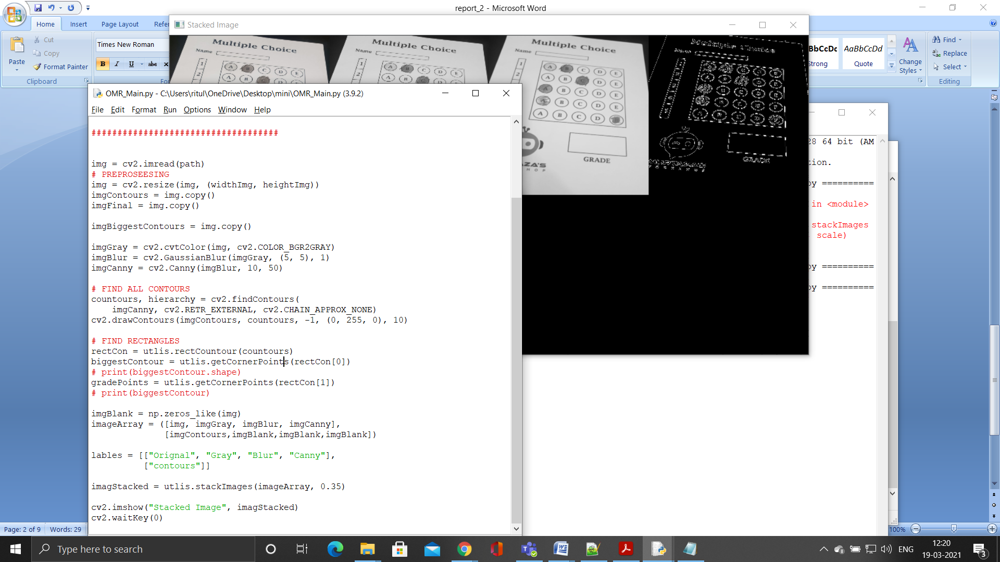 report_2 - Microsoft Word
Home Insert Page Layout
Cut
Copy
Format Painter
Paste
Clipboard
Times New Roman
B I U abc
Strong
AaBbCcDd
Quote
Change
Styles
Find
Replace
Select
Editing
Stacked Image
Multiple Choice
Name
Multiple Choice
Name
Multiple Choice
Name
GRADE
GRADE
OMR_Main.py - C:\Users\ritul\OneDrive\Desktop\mini\OMR_Main.py (3.9.2)
File Edit Format Run Options Window Help
####################################
img = cv2.imread(path)
# PREPROSEESING
img = cv2.resize(img, (widthImg, heightImg))
imgContours = img.copy()
imgFinal = img.copy()
imgBiggestContours = img.copy()
imgGray = cv2.cvtColor(img, cv2.COLOR_BGR2GRAY)
imgBlur = cv2.GaussianBlur(imgGray, (5, 5), 1)
imgCanny = cv2.Canny(imgBlur, 10, 50)
# FIND ALL CONTOURS
countours, hierarchy = cv2.findContours(
imgCanny, cv2.RETR_EXTERNAL, cv2.CHAIN_APPROX_NONE)
cv2.drawContours(imgContours, countours, -1, (0, 255, 0), 10)
# FIND RECTANGLES
rectCon = utlis.rectCountour(countours)
biggestContour = utlis.getCornerPoints(rectCon[0])
# print(biggestContour.shape)
gradePoints = utlis.getCornerPoints(rectCon[1])
# print(biggestContour)
imgBlank = np.zeros_like(img)
imageArray = ([img, imgGray, imgBlur, imgCanny],
[imgContours,imgBlank,imgBlank,imgBlank])
lables = [["Orignal", "Gray", "Blur", "Canny"],
["contours"]]
imagStacked = utlis.stackImages(imageArray, 0.35)
cv2.imshow("Stacked Image", imagStacked)
cv2.waitKey(0)
28 64 bit (AM
py ==========
in <module>
stackImages
scale)
py ==========
py ==========
Page: 2 of 9 Words: 29
100%
Type here to search
ENG
12:20
19-03-2021
3